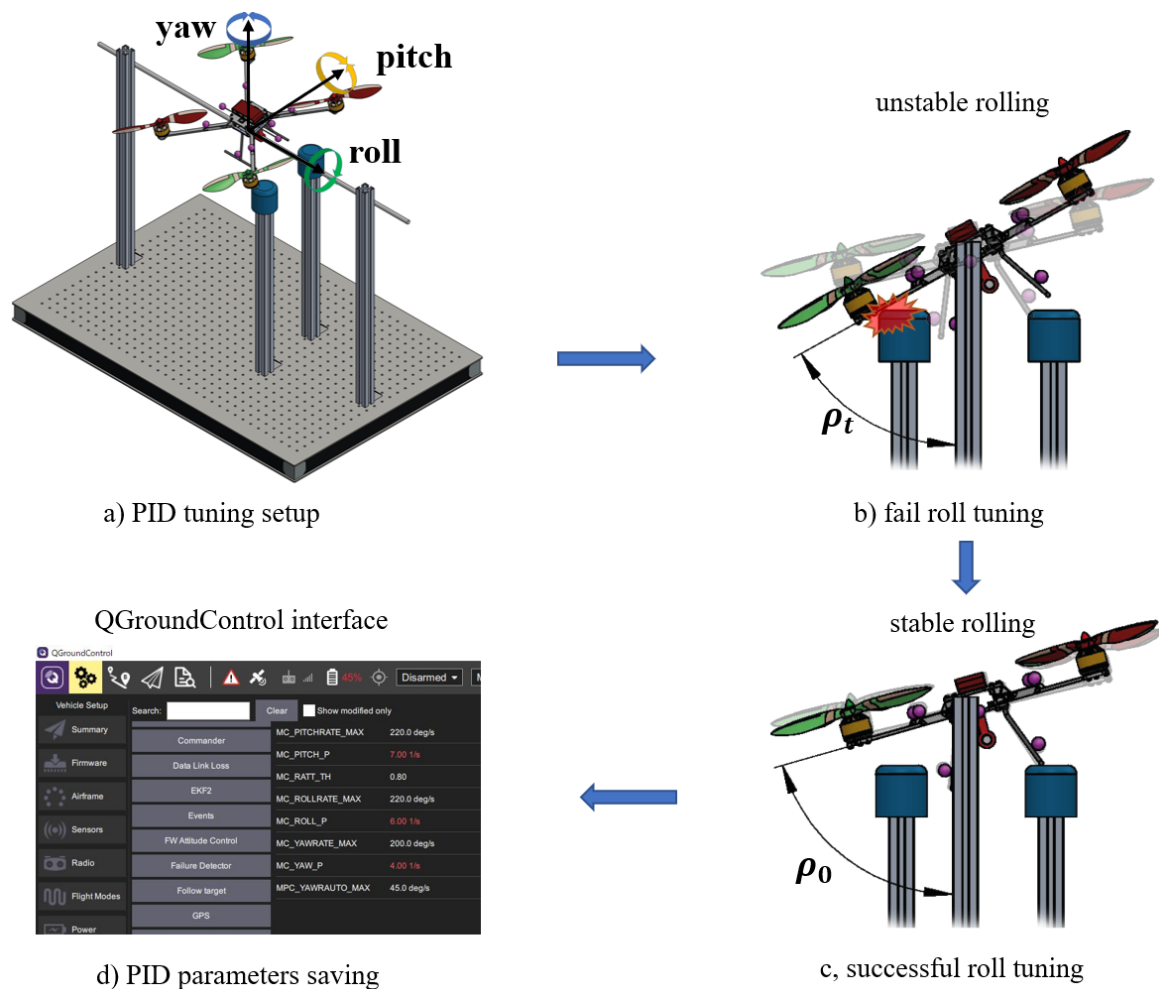 yaw
pitch
roll
a) PID tuning setup
unstable rolling
ρt
b) fail roll tuning
stable rolling
ρ0
c, successful roll tuning
QGroundControl interface
QGroundControl
45%
Disarmed
Vehicle Setup
Search:
Clear
Show modified only
Summary
Firmware
Airframe
Sensors
Radio
Flight Modes
Power
Commander
Data Link Loss
EKF2
Events
FW Attitude Control
Failure Detector
Follow target
GPS
MC_PITCHRATE_MAX 220.0 deg/s
MC_PITCH_P 7.00 1/s
MC_RATT_TH 0.80
MC_ROLLRATE_MAX 220.0 deg/s
MC_ROLL_P 6.00 1/s
MC_YAWRATE_MAX 200.0 deg/s
MC_YAW_P 4.00 1/s
MPC_YAWRAUTO_MAX 45.0 deg/s
d) PID parameters saving